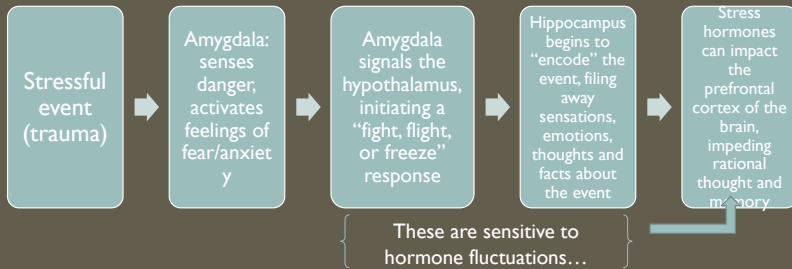 Stressful
event
(trauma)
Amygdala:
senses
danger,
activates
feelings of
fear/anxiet
y
Amygdala
signals the
hypothalamus,
initiating a
“fight, flight,
or freeze”
response
Hippocampus
begins to
“encode” the
event, filing
away
sensations,
emotions,
thoughts and
facts about
the event
Stress
hormones
can impact
the
prefrontal
cortex of the
brain,
impeding
rational
thought and
memory
These are sensitive to
hormone fluctuations…